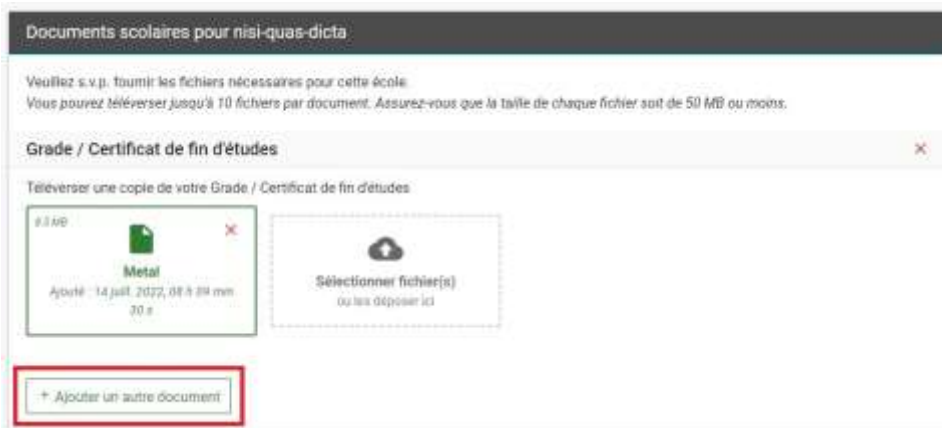 Documents scolaires pour nisi-quas-dicta
Veuillez s.v.p. fournir les fichiers nécessaires pour cette école.
Vous pouvez téléverser jusqu'à 10 fichiers par document. Assurez-vous que la taille de chaque fichier soit de 50 MB ou moins.
Grade / Certificat de fin d'études
Téléverser une copie de votre Grade / Certificat de fin d'études
MB
Metal
Ajouté : 14 juill. 2022, 08 h 39 min
30 s
Sélectionner fichier(s)
ou les déposer ici
+ Ajouter un autre document